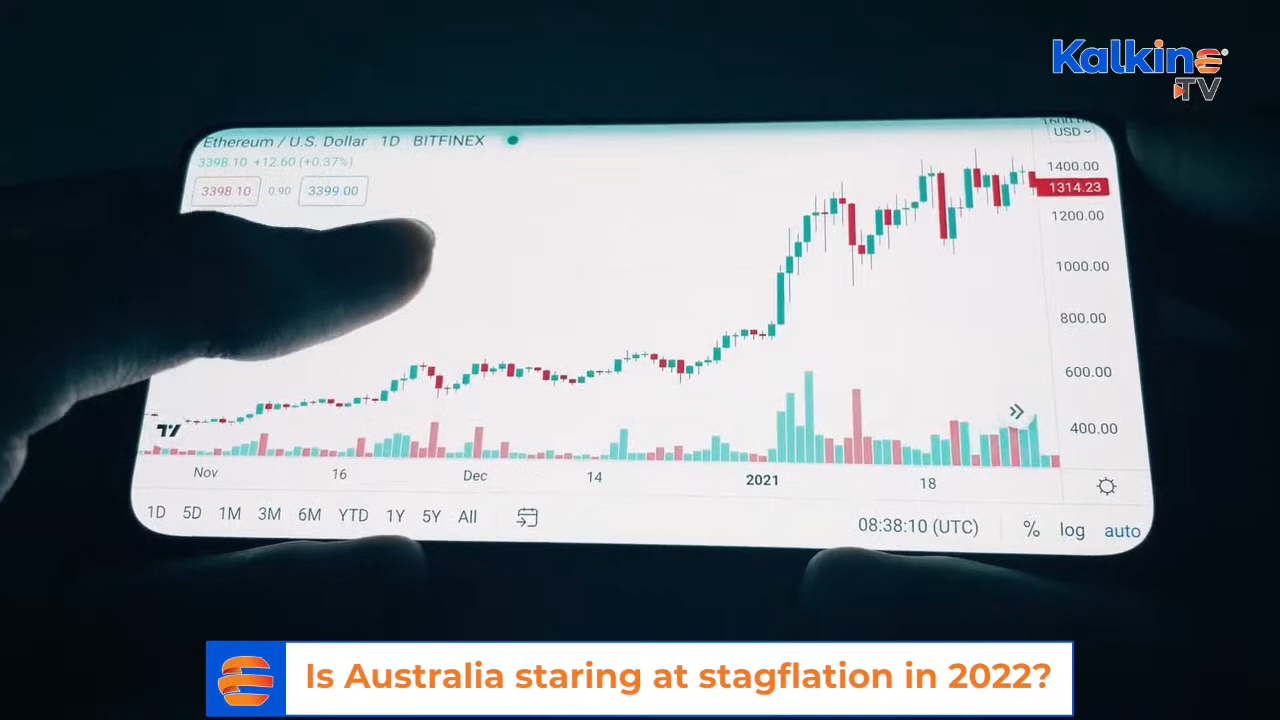 Kalkine
TV
Ethereum / U.S. Dollar 1D BITFINEX
3398.10 +12.60 (+0.37%)
3398.10 0.90 3399.00
USD
1400.00
1314.23
1200.00
1000.00
800.00
600.00
400.00
Nov 16 Dec 14 2021 18
1D 5D 1M 3M 6M YTD 1Y 5Y All
08:38:10 (UTC) % log auto
Is Australia staring at stagflation in 2022?